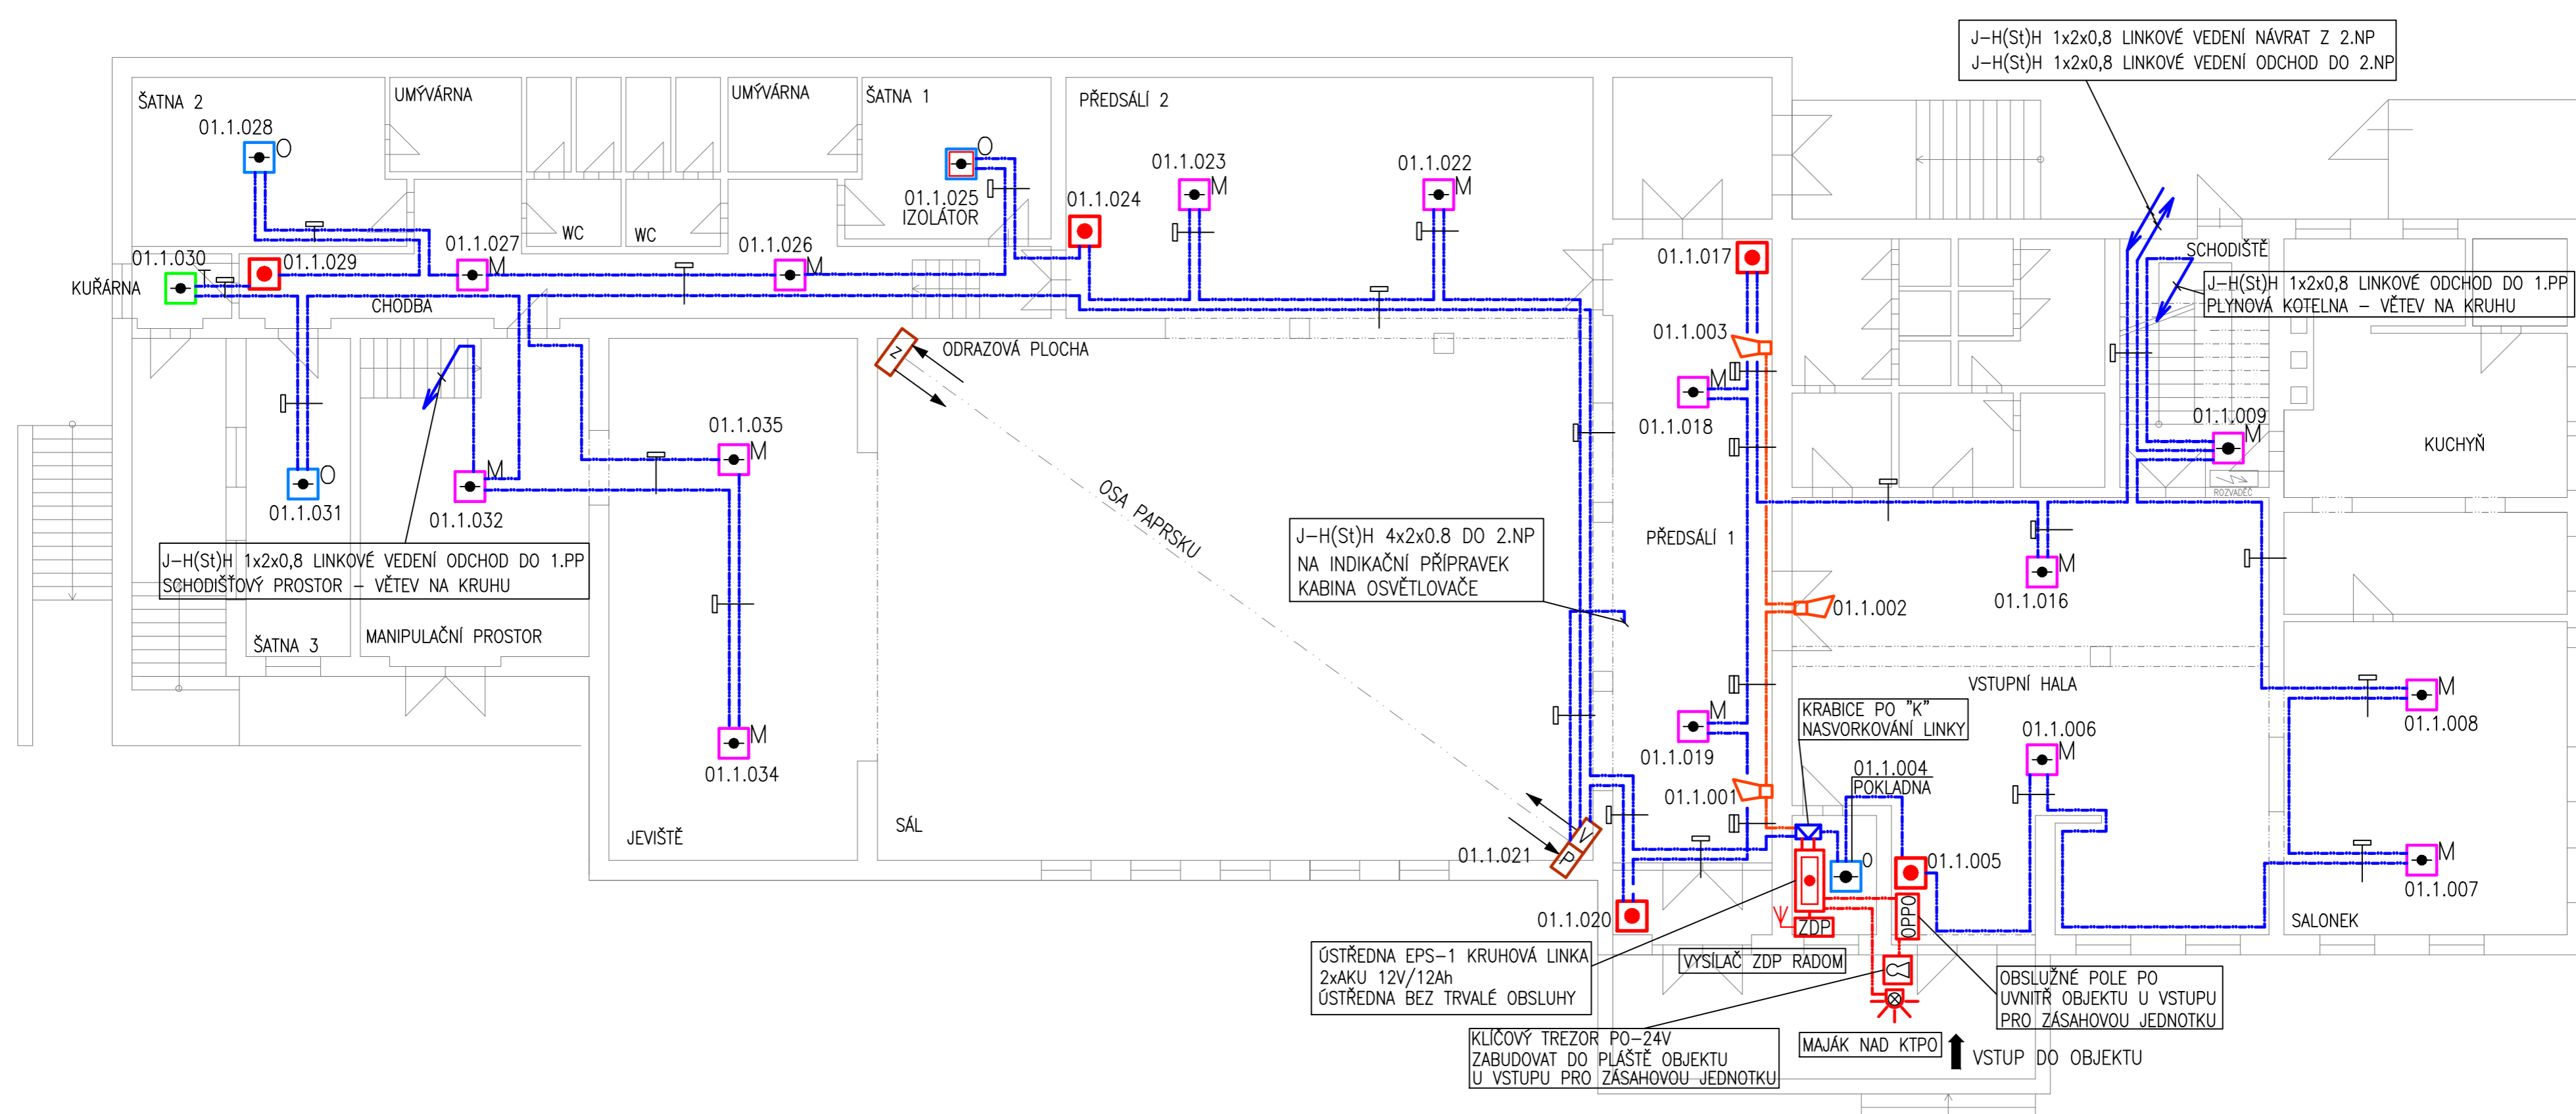 J-H(St)H 1x2x0,8 LINKOVÉ VEDENÍ NÁVRAT Z 2.NP
J-H(St)H 1x2x0,8 LINKOVÉ VEDENÍ ODCHOD DO 2.NP
ŠATNA 2
UMÝVÁRNA
UMÝVÁRNA
ŠATNA 1
PŘEDSÁLÍ 2
01.1.028
O
O
01.1.025
IZOLÁTOR
01.1.024
01.1.023
M
01.1.022
M
WC
WC
01.1.030
T
01.1.029
01.1.027
M
01.1.026
M
KUŘÁRNA
CHODBA
01.1.017
SCHODIŠTĚ
J-H(St)H 1x2x0,8 LINKOVÉ ODCHOD DO 1.PP
PLYNOVÁ KOTELNA - VĚTEV NA KRUHU
Z
ODRAZOVÁ PLOCHA
01.1.003
M
01.1.018
01.1.009
M
KUCHYŇ
ROZVADĚČ
01.1.035
M
O
01.1.031
M
01.1.032
OSA PAPRSKU
J-H(St)H 4x2x0.8 DO 2.NP
NA INDIKAČNÍ PŘÍPRAVEK
KABINA OSVĚTLOVAČE
PŘEDSÁLÍ 1
J-H(St)H 1x2x0,8 LINKOVÉ VEDENÍ ODCHOD DO 1.PP
SCHODIŠŤOVÝ PROSTOR - VĚTEV NA KRUHU
M
01.1.016
01.1.002
ŠATNA 3
MANIPULAČNÍ PROSTOR
VSTUPNÍ HALA
M
01.1.008
KRABICE PO "K"
NASVORKOVÁNÍ LINKY
M
01.1.019
01.1.006
M
M
01.1.034
01.1.004
POKLADNA
01.1.001
JEVIŠTĚ
SÁL
V
P
01.1.021
O
01.1.005
M
01.1.007
01.1.020
OPPO
ZDP
SALONEK
ÚSTŘEDNA EPS-1 KRUHOVÁ LINKA
2xAKU 12V/12Ah
ÚSTŘEDNA BEZ TRVALÉ OBSLUHY
VYSÍLAČ ZDP RADOM
OBSLUŽNÉ POLE PO
UVNITŘ OBJEKTU U VSTUPU
PRO ZÁSAHOVOU JEDNOTKU
KLÍČOVÝ TREZOR PO-24V
ZABUDOVAT DO PLÁŠTĚ OBJEKTU
U VSTUPU PRO ZÁSAHOVOU JEDNOTKU
MAJÁK NAD KTPO
VSTUP DO OBJEKTU